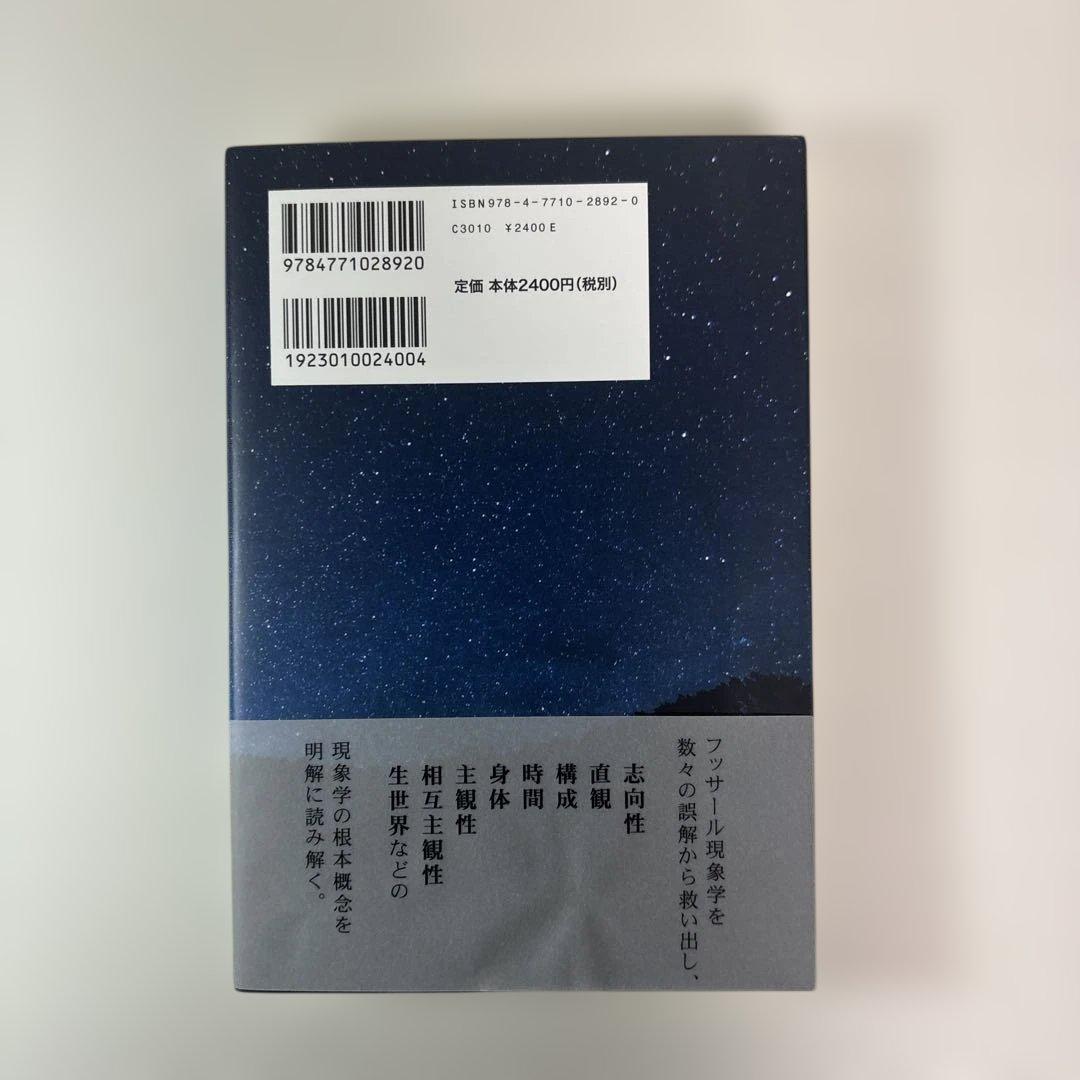 ISBN978-4-7710-2892-0
C3010 ¥2400E
9784771028920
定価 本体2400円(税別)
1923010024004
フッサール現象学を
数々の誤解から救い出し、
志向性
直観
構成
時間
身体
主観性
相互主観性
生世界などの
現象学の根本概念を
明解に読み解く。